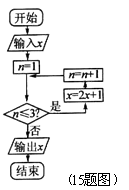 开始
输入x
n=1
n=n+1
x=2x+1
n≤3?
是
否
输出x
结束
(15题图)